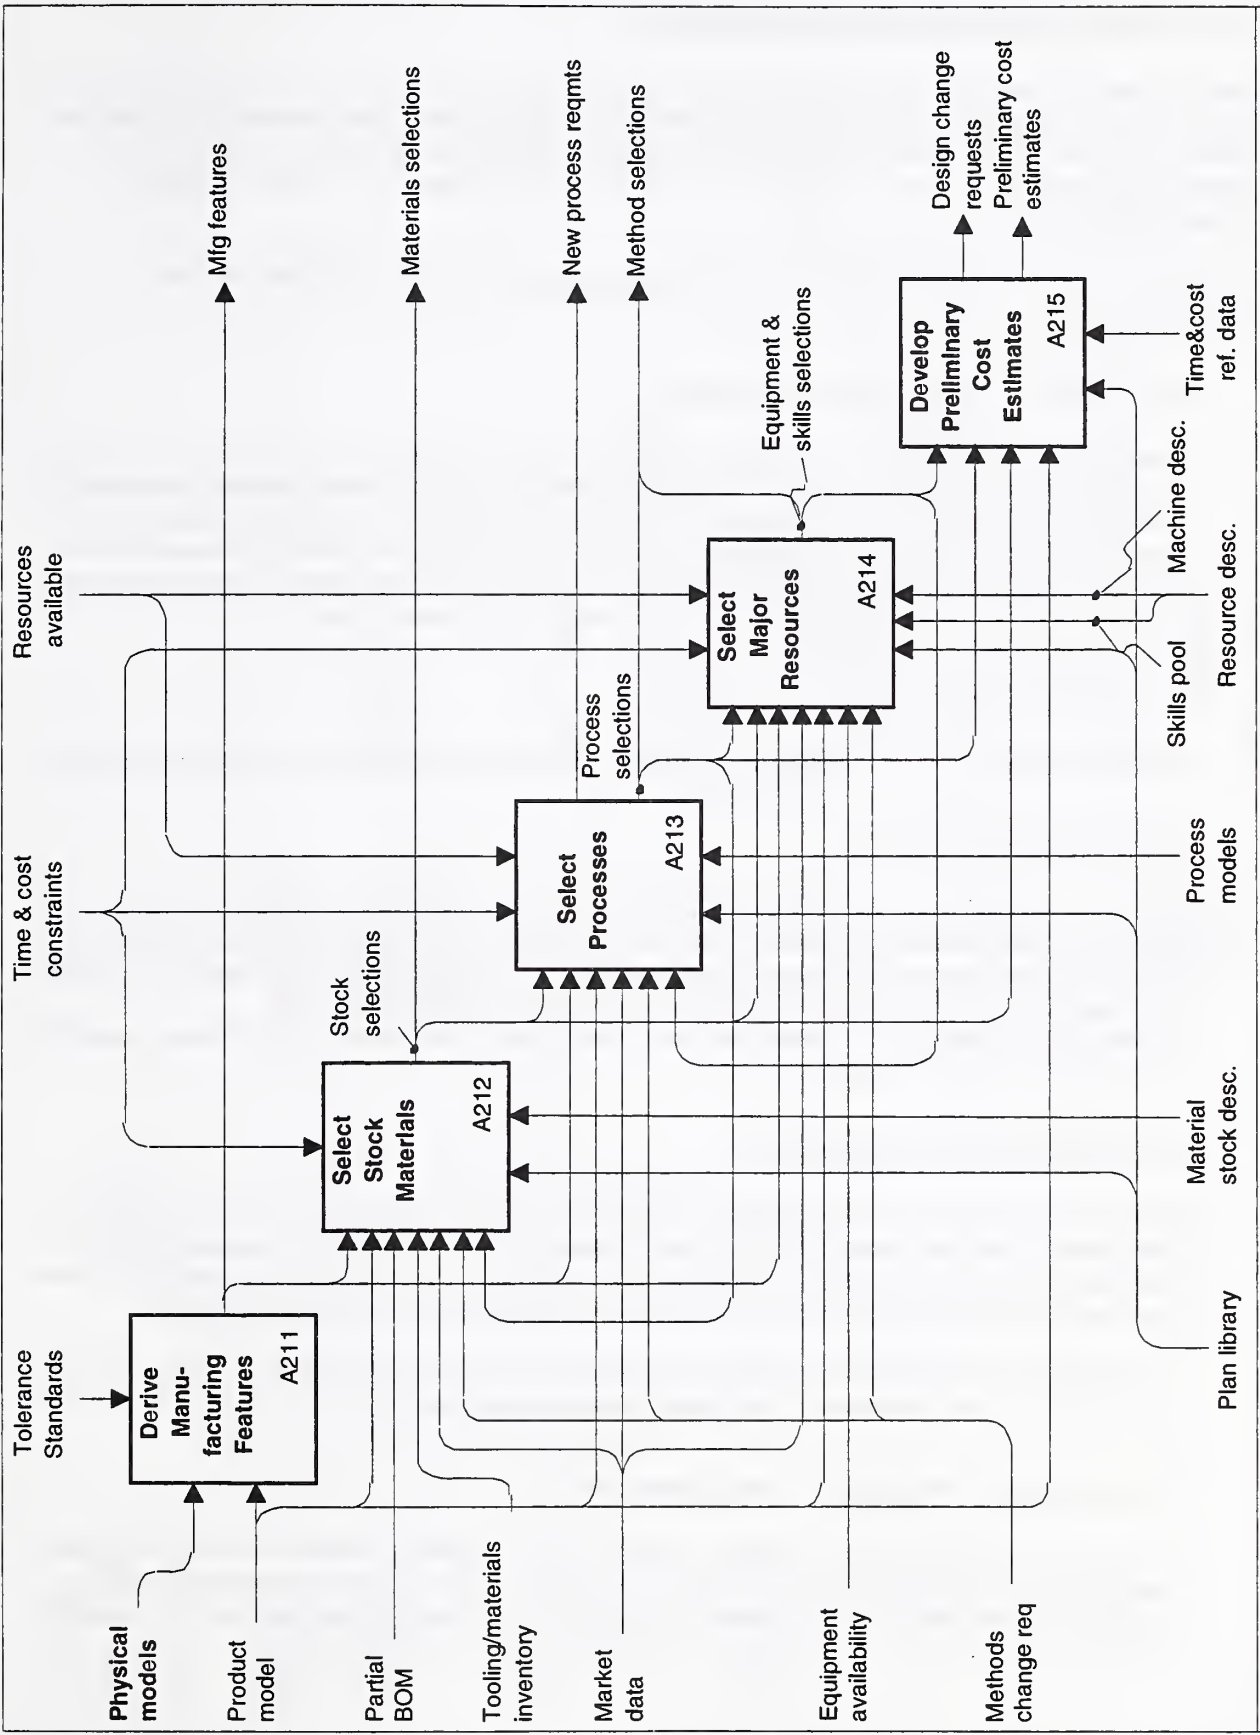 Tolerance
Standards
Time & cost
constraints
Resources
available
Physical
models
Product
model
Partial
BOM
Tooling/materials
inventory
Market
data
Equipment
availability
Methods
change req
Derive
Manu-
facturing
Features
A211
Select
Stock
Materials
A212
Stock
selections
Select
Processes
A213
Process
selections
Select
Major
Resources
A214
Equipment &
skills selections
Develop
Preliminary
Cost
Estimates
A215
Mfg features
Materials selections
New process reqmts
Method selections
Design change
requests
Preliminary cost
estimates
Plan library
Material
stock desc.
Process
models
Skills pool
Resource desc.
Machine desc.
Time&cost
ref. data